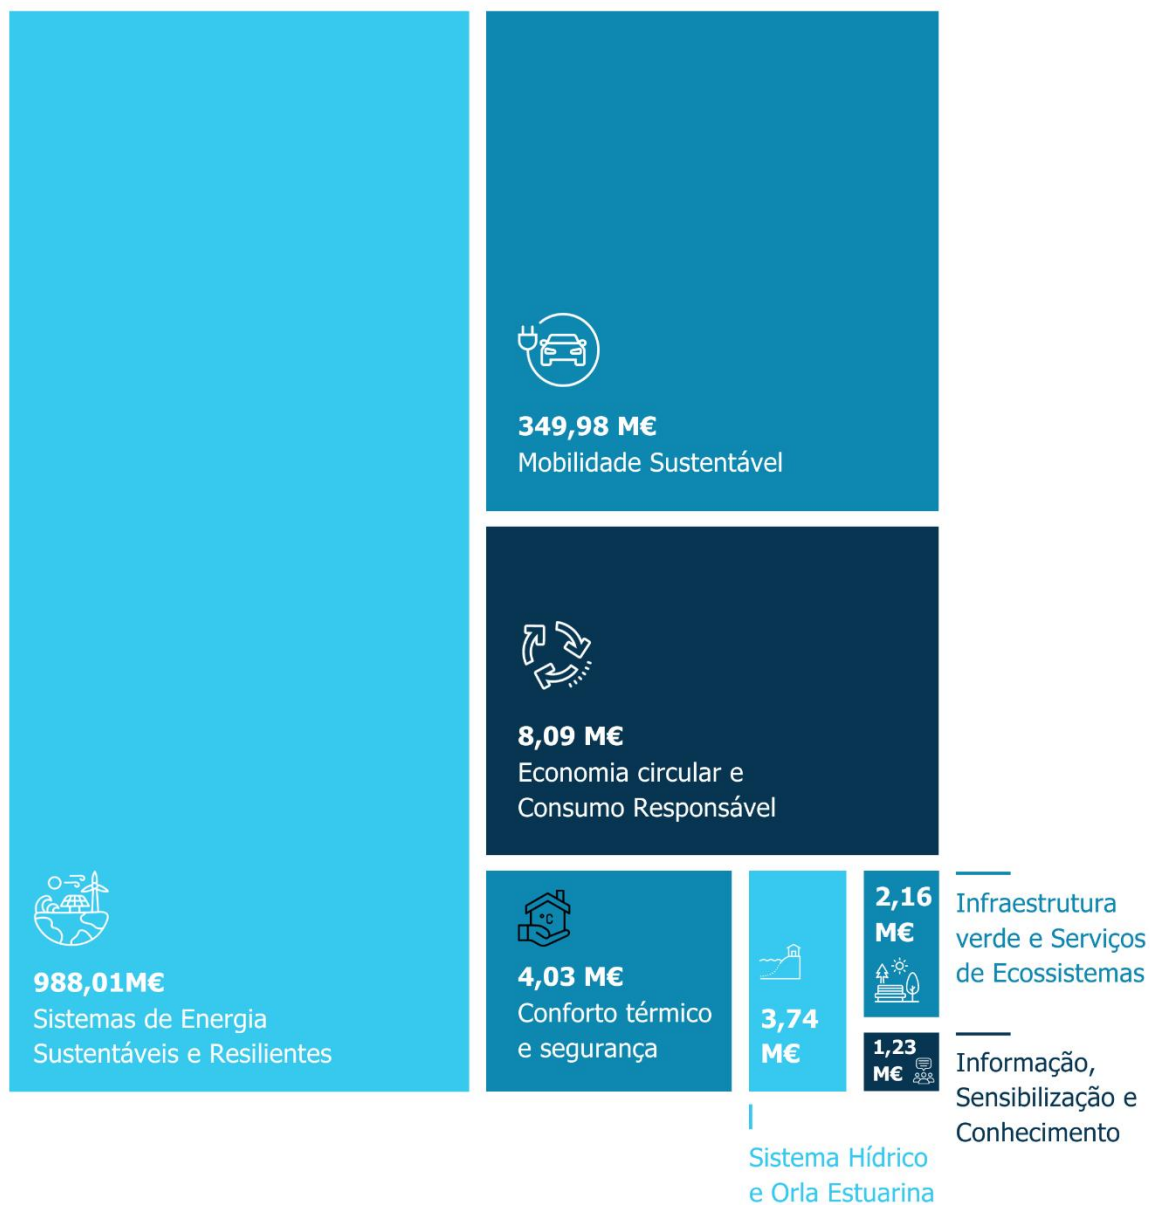 349,98 M€
Mobilidade Sustentável
8,09 M€
Economia circular e
Consumo Responsável
988,01M€
Sistemas de Energia
Sustentáveis e Resilientes
°C
4,03 M€
Conforto térmico
e segurança
3,74
M€
Sistema Hídrico
e Orla Estuarina
2,16
M€
Infraestrutura
verde e Serviços
de Ecossistemas
1,23
M€
Informação,
Sensibilização e
Conhecimento